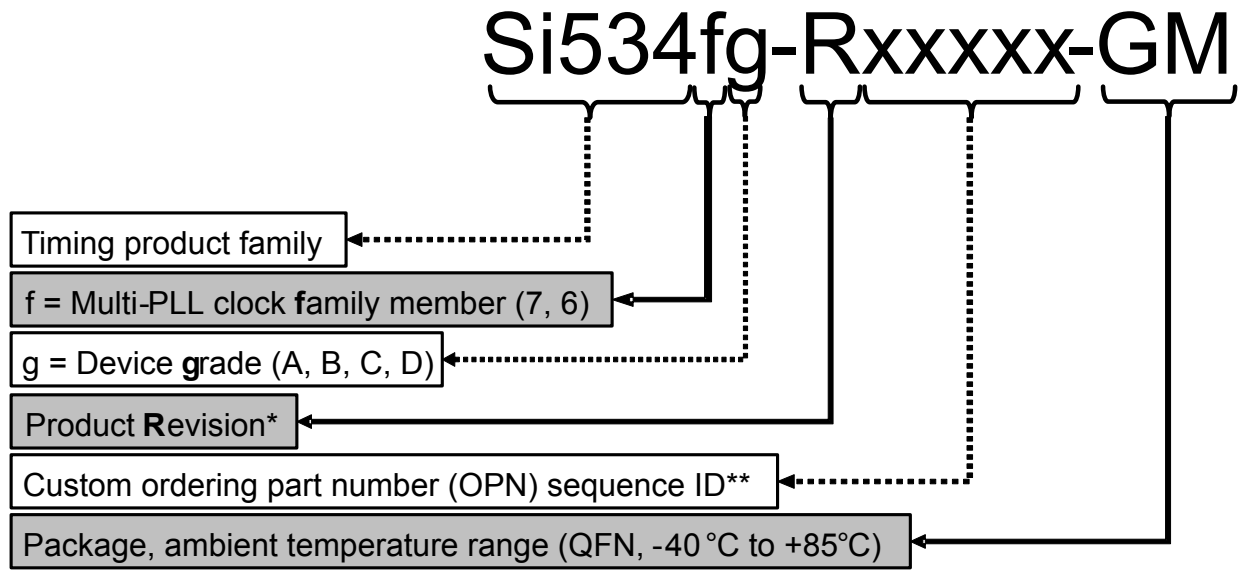 Si534fg-Rxxxxx-GM
Timing product family
f = Multi-PLL clock family member (7, 6)
g = Device grade (A, B, C, D)
Product Revision*
Custom ordering part number (OPN) sequence ID**
Package, ambient temperature range (QFN, -40 °C to +85°C)